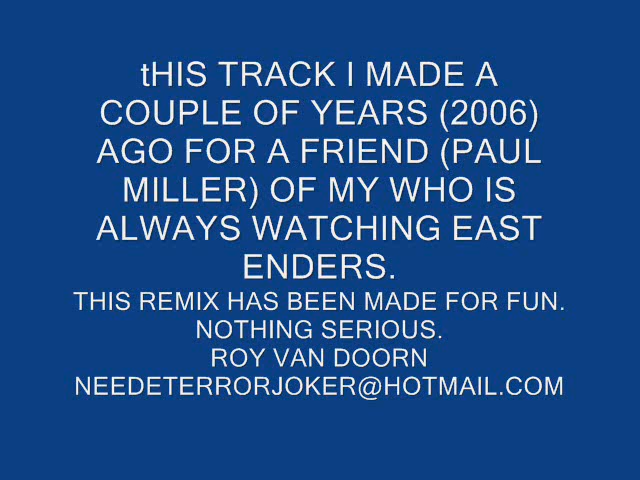 tHIS TRACK I MADE A
COUPLE OF YEARS (2006)
AGO FOR A FRIEND (PAUL
MILLER) OF MY WHO IS
ALWAYS WATCHING EAST
ENDERS.
THIS REMIX HAS BEEN MADE FOR FUN.
NOTHING SERIOUS.
ROY VAN DOORN
NEEDETERRORJOKER@HOTMAIL.COM